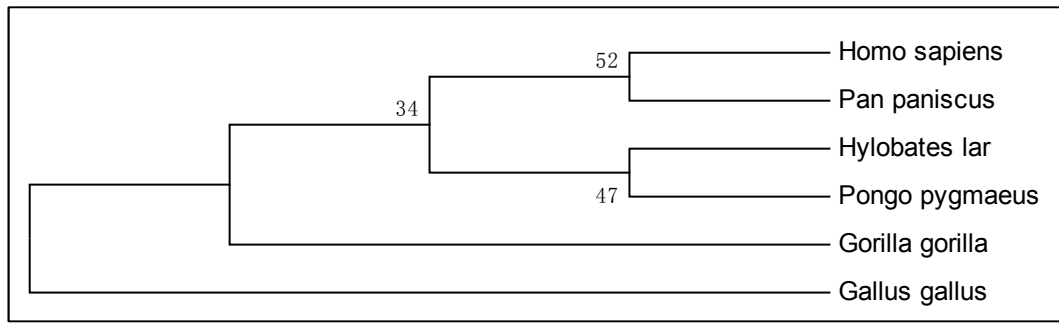 52
Homo sapiens
Pan paniscus
34
Hylobates lar
47
Pongo pygmaeus
Gorilla gorilla
Gallus gallus